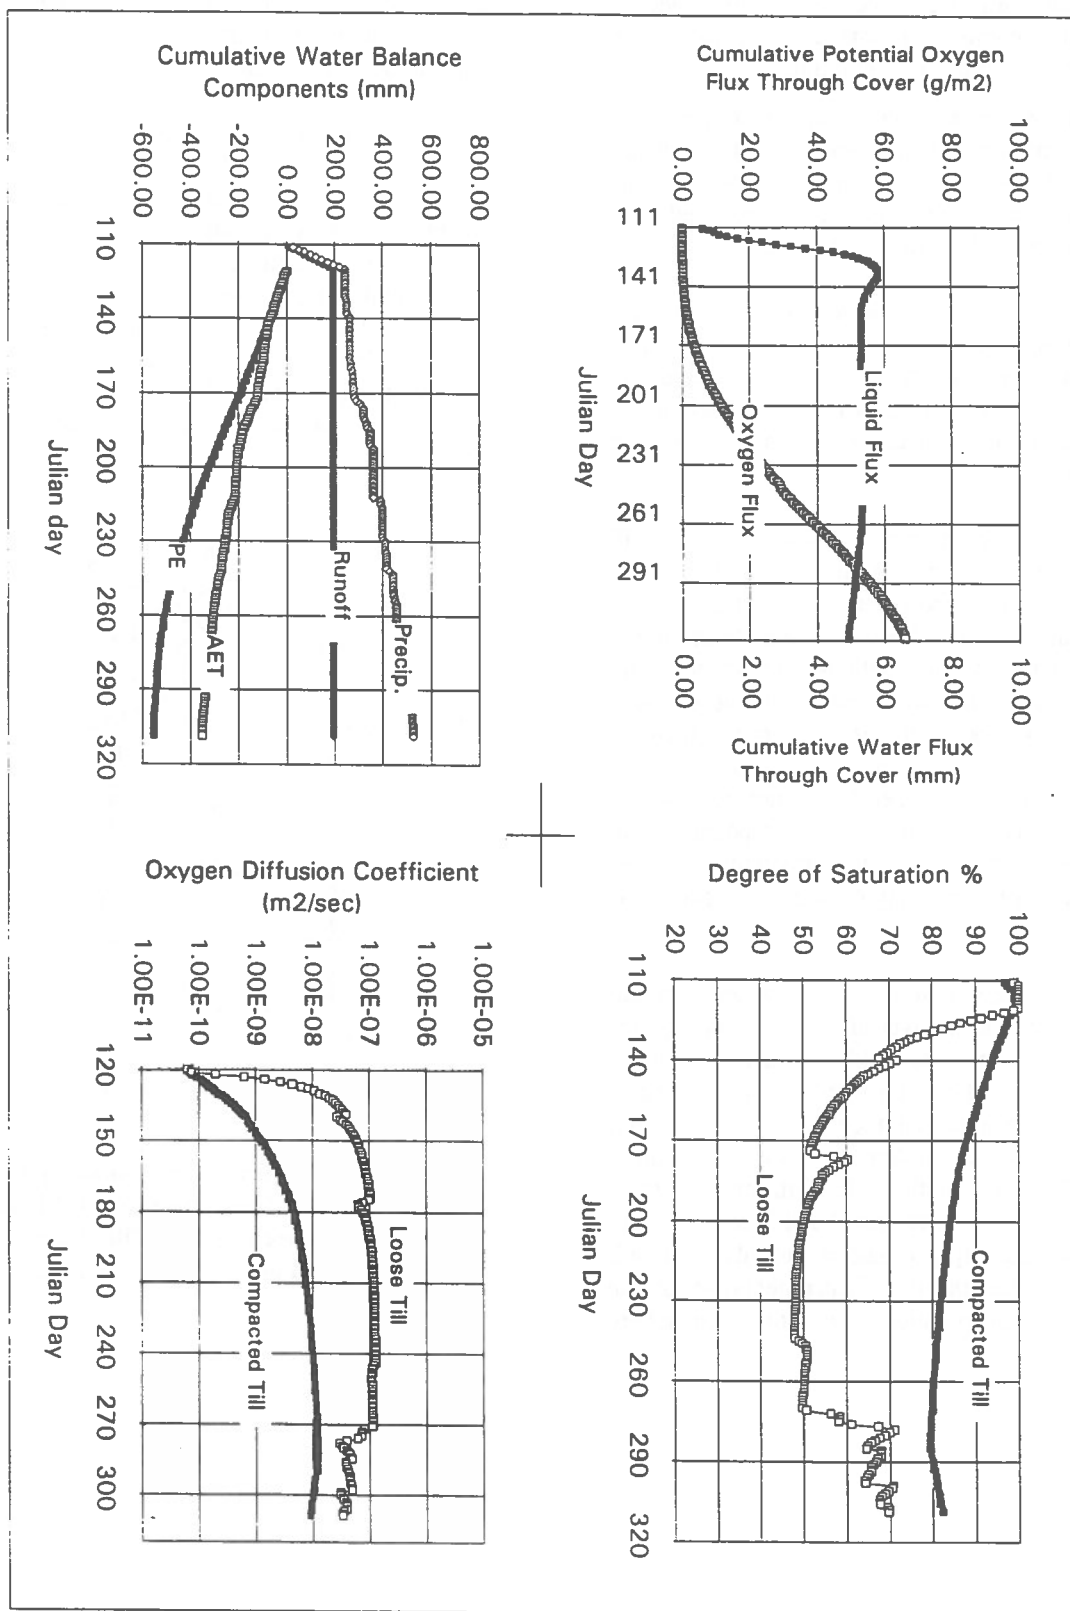 Cumulative Potential Oxygen
Flux Through Cover (g/m2)
100.00
80.00
60.00
40.00
20.00
0.00
111
141
171
201
231
261
291
Julian Day
Liquid Flux
Oxygen Flux
10.00
8.00
6.00
4.00
2.00
0.00
Cumulative Water Flux
Through Cover (mm)
Degree of Saturation %
100
90
80
70
60
50
40
30
20
110
140
170
200
230
260
290
320
Julian Day
Compacted Till
Loose Till
Cumulative Water Balance
Components (mm)
800.00
600.00
400.00
200.00
0.00
-200.00
-400.00
-600.00
110
140
170
200
230
260
290
320
Julian day
Precip.
Runoff
AET
PE
Oxygen Diffusion Coefficient
(m2/sec)
1.00E-05
1.00E-06
1.00E-07
1.00E-08
1.00E-09
1.00E-10
1.00E-11
120
150
180
210
240
270
300
Julian Day
Loose Till
Compacted Till